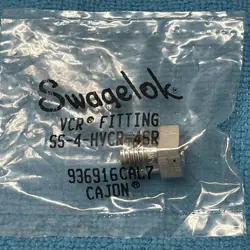 Swagelok
VCR® FITTING
SS-4-HVCR-4SR
936916CAL7
CAJON®